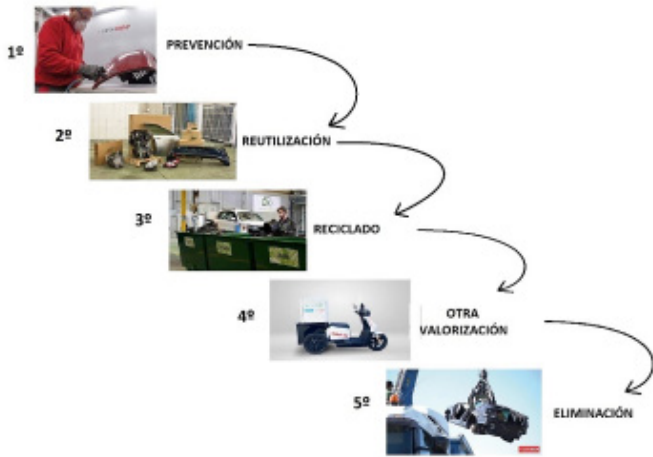 1º
PREVENCIÓN
2º
REUTILIZACIÓN
3º
RECICLADO
4º
OTRA
VALORIZACIÓN
5º
ELIMINACIÓN